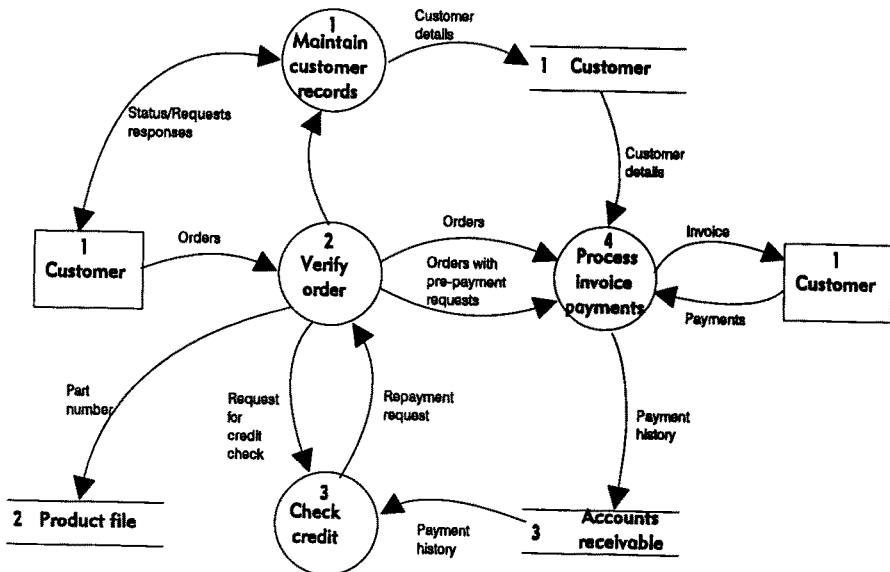 1
Maintain
customer
records
Customer
details
1 Customer
Status/Requests
responses
Customer
details
1
Customer
Orders
2
Verify
order
Orders
Orders with
pre-payment
requests
4
Process
invoice
payments
Invoice
Payments
1
Customer
Part
number
Request
for
credit
check
Repayment
request
Payment
history
2 Product file
3
Check
credit
Payment
history
3 Accounts
receivable